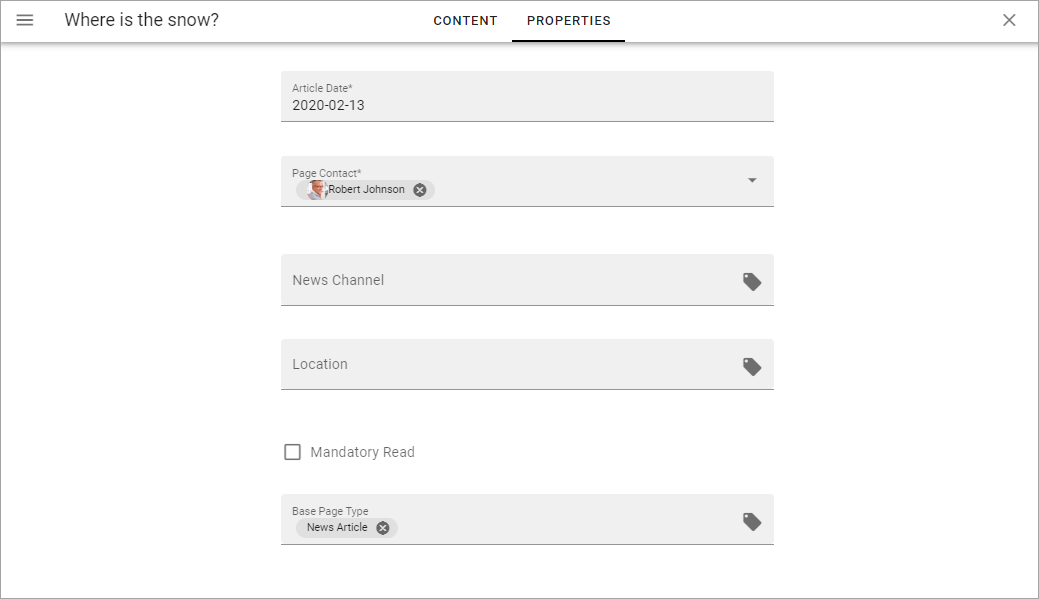 Where is the snow?
CONTENT
PROPERTIES
Article Date*
2020-02-13
Page Contact*
Robert Johnson
News Channel
Location
Mandatory Read
Base Page Type
News Article